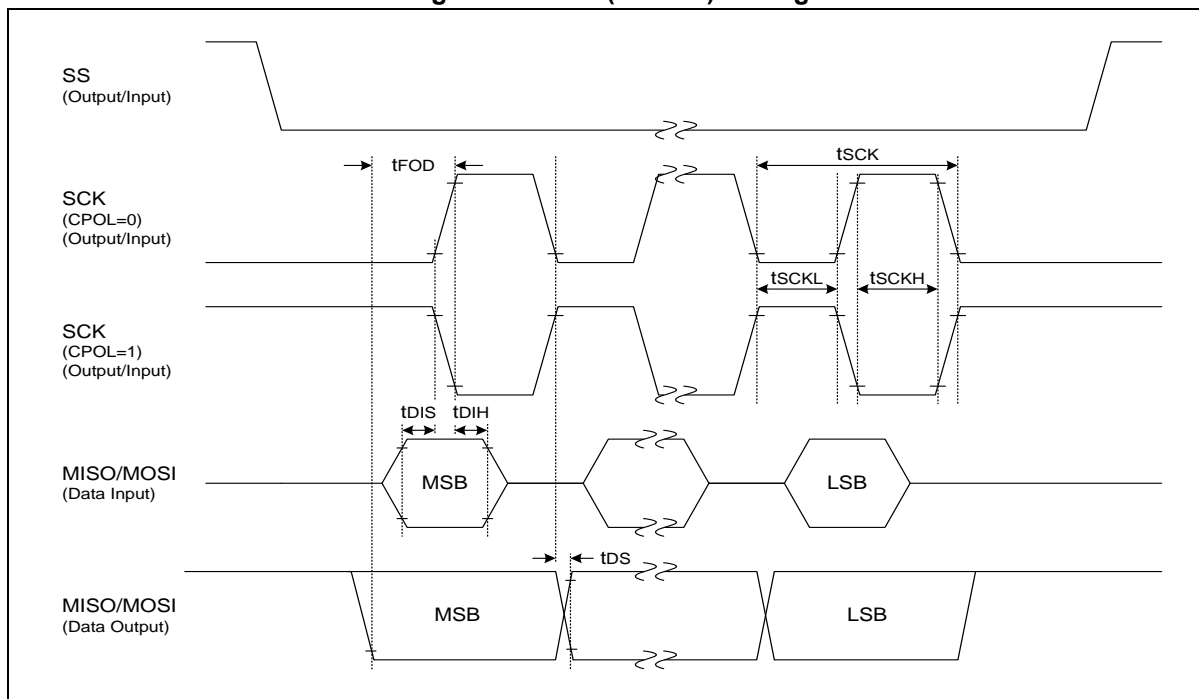 SS
(Output/Input)
tFOD
tSCK
SCK
(CPOL=0)
(Output/Input)
tSCKL
tSCKH
SCK
(CPOL=1)
(Output/Input)
tDIS
tDIH
MISO/MOSI
(Data Input)
MSB
LSB
tDS
MISO/MOSI
(Data Output)
MSB
LSB